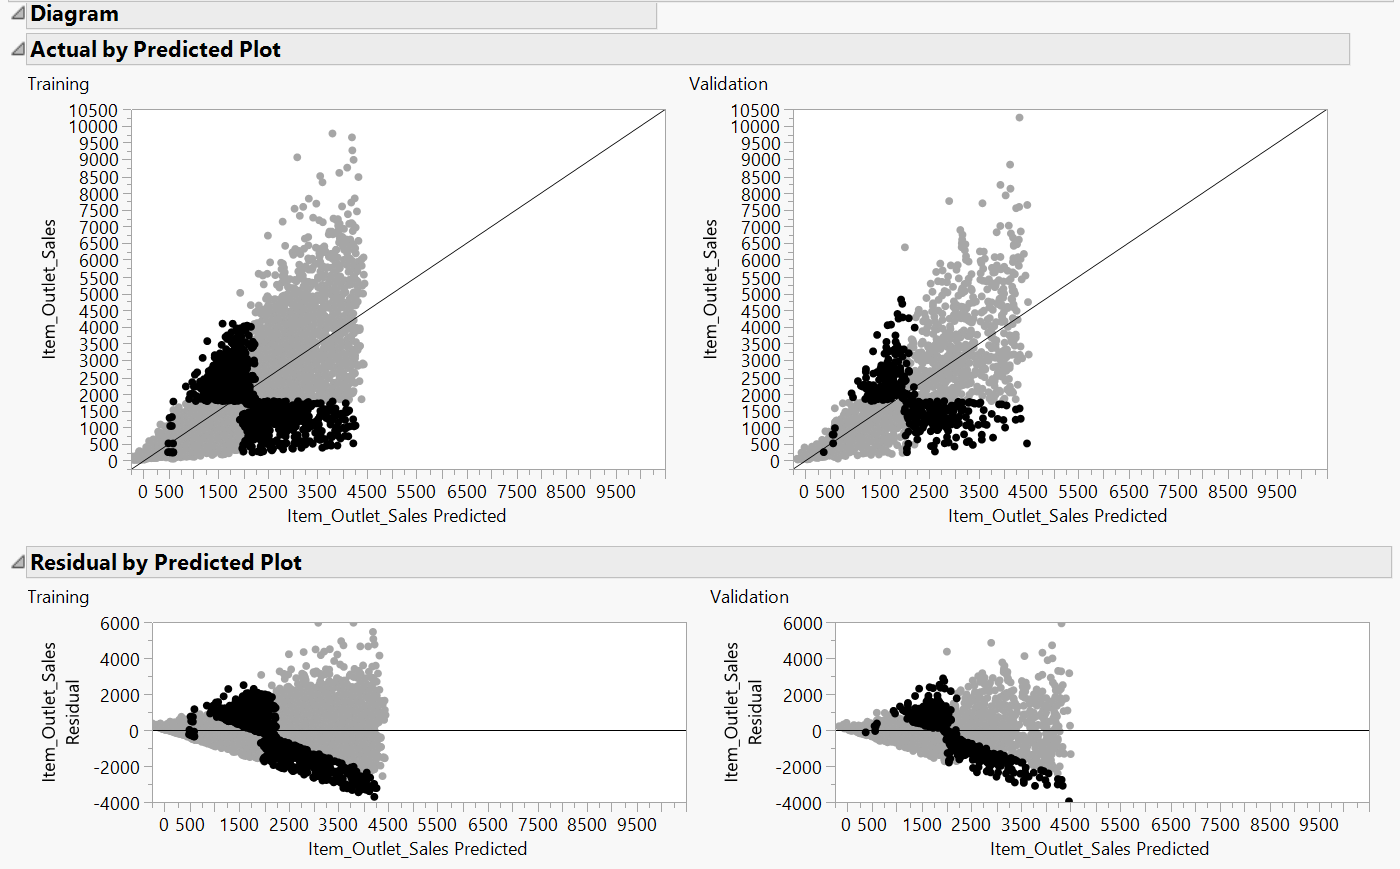 Diagram
Actual by Predicted Plot
Training
Validation
10500
10000
9500
9000
8500
8000
7500
7000
6500
6000
5500
5000
4500
4000
3500
3000
2500
2000
1500
1000
500
0
Item_Outlet_Sales
0 500 1500 2500 3500 4500 5500 6500 7500 8500 9500
Item_Outlet_Sales Predicted
10500
10000
9500
9000
8500
8000
7500
7000
6500
6000
5500
5000
4500
4000
3500
3000
2500
2000
1500
1000
500
0
Item_Outlet_Sales
0 500 1500 2500 3500 4500 5500 6500 7500 8500 9500
Item_Outlet_Sales Predicted
Residual by Predicted Plot
Training
Validation
6000
4000
2000
0
-2000
-4000
Item_Outlet_Sales
Residual
0 500 1500 2500 3500 4500 5500 6500 7500 8500 9500
Item_Outlet_Sales Predicted
6000
4000
2000
0
-2000
-4000
Item_Outlet_Sales
Residual
0 500 1500 2500 3500 4500 5500 6500 7500 8500 9500
Item_Outlet_Sales Predicted